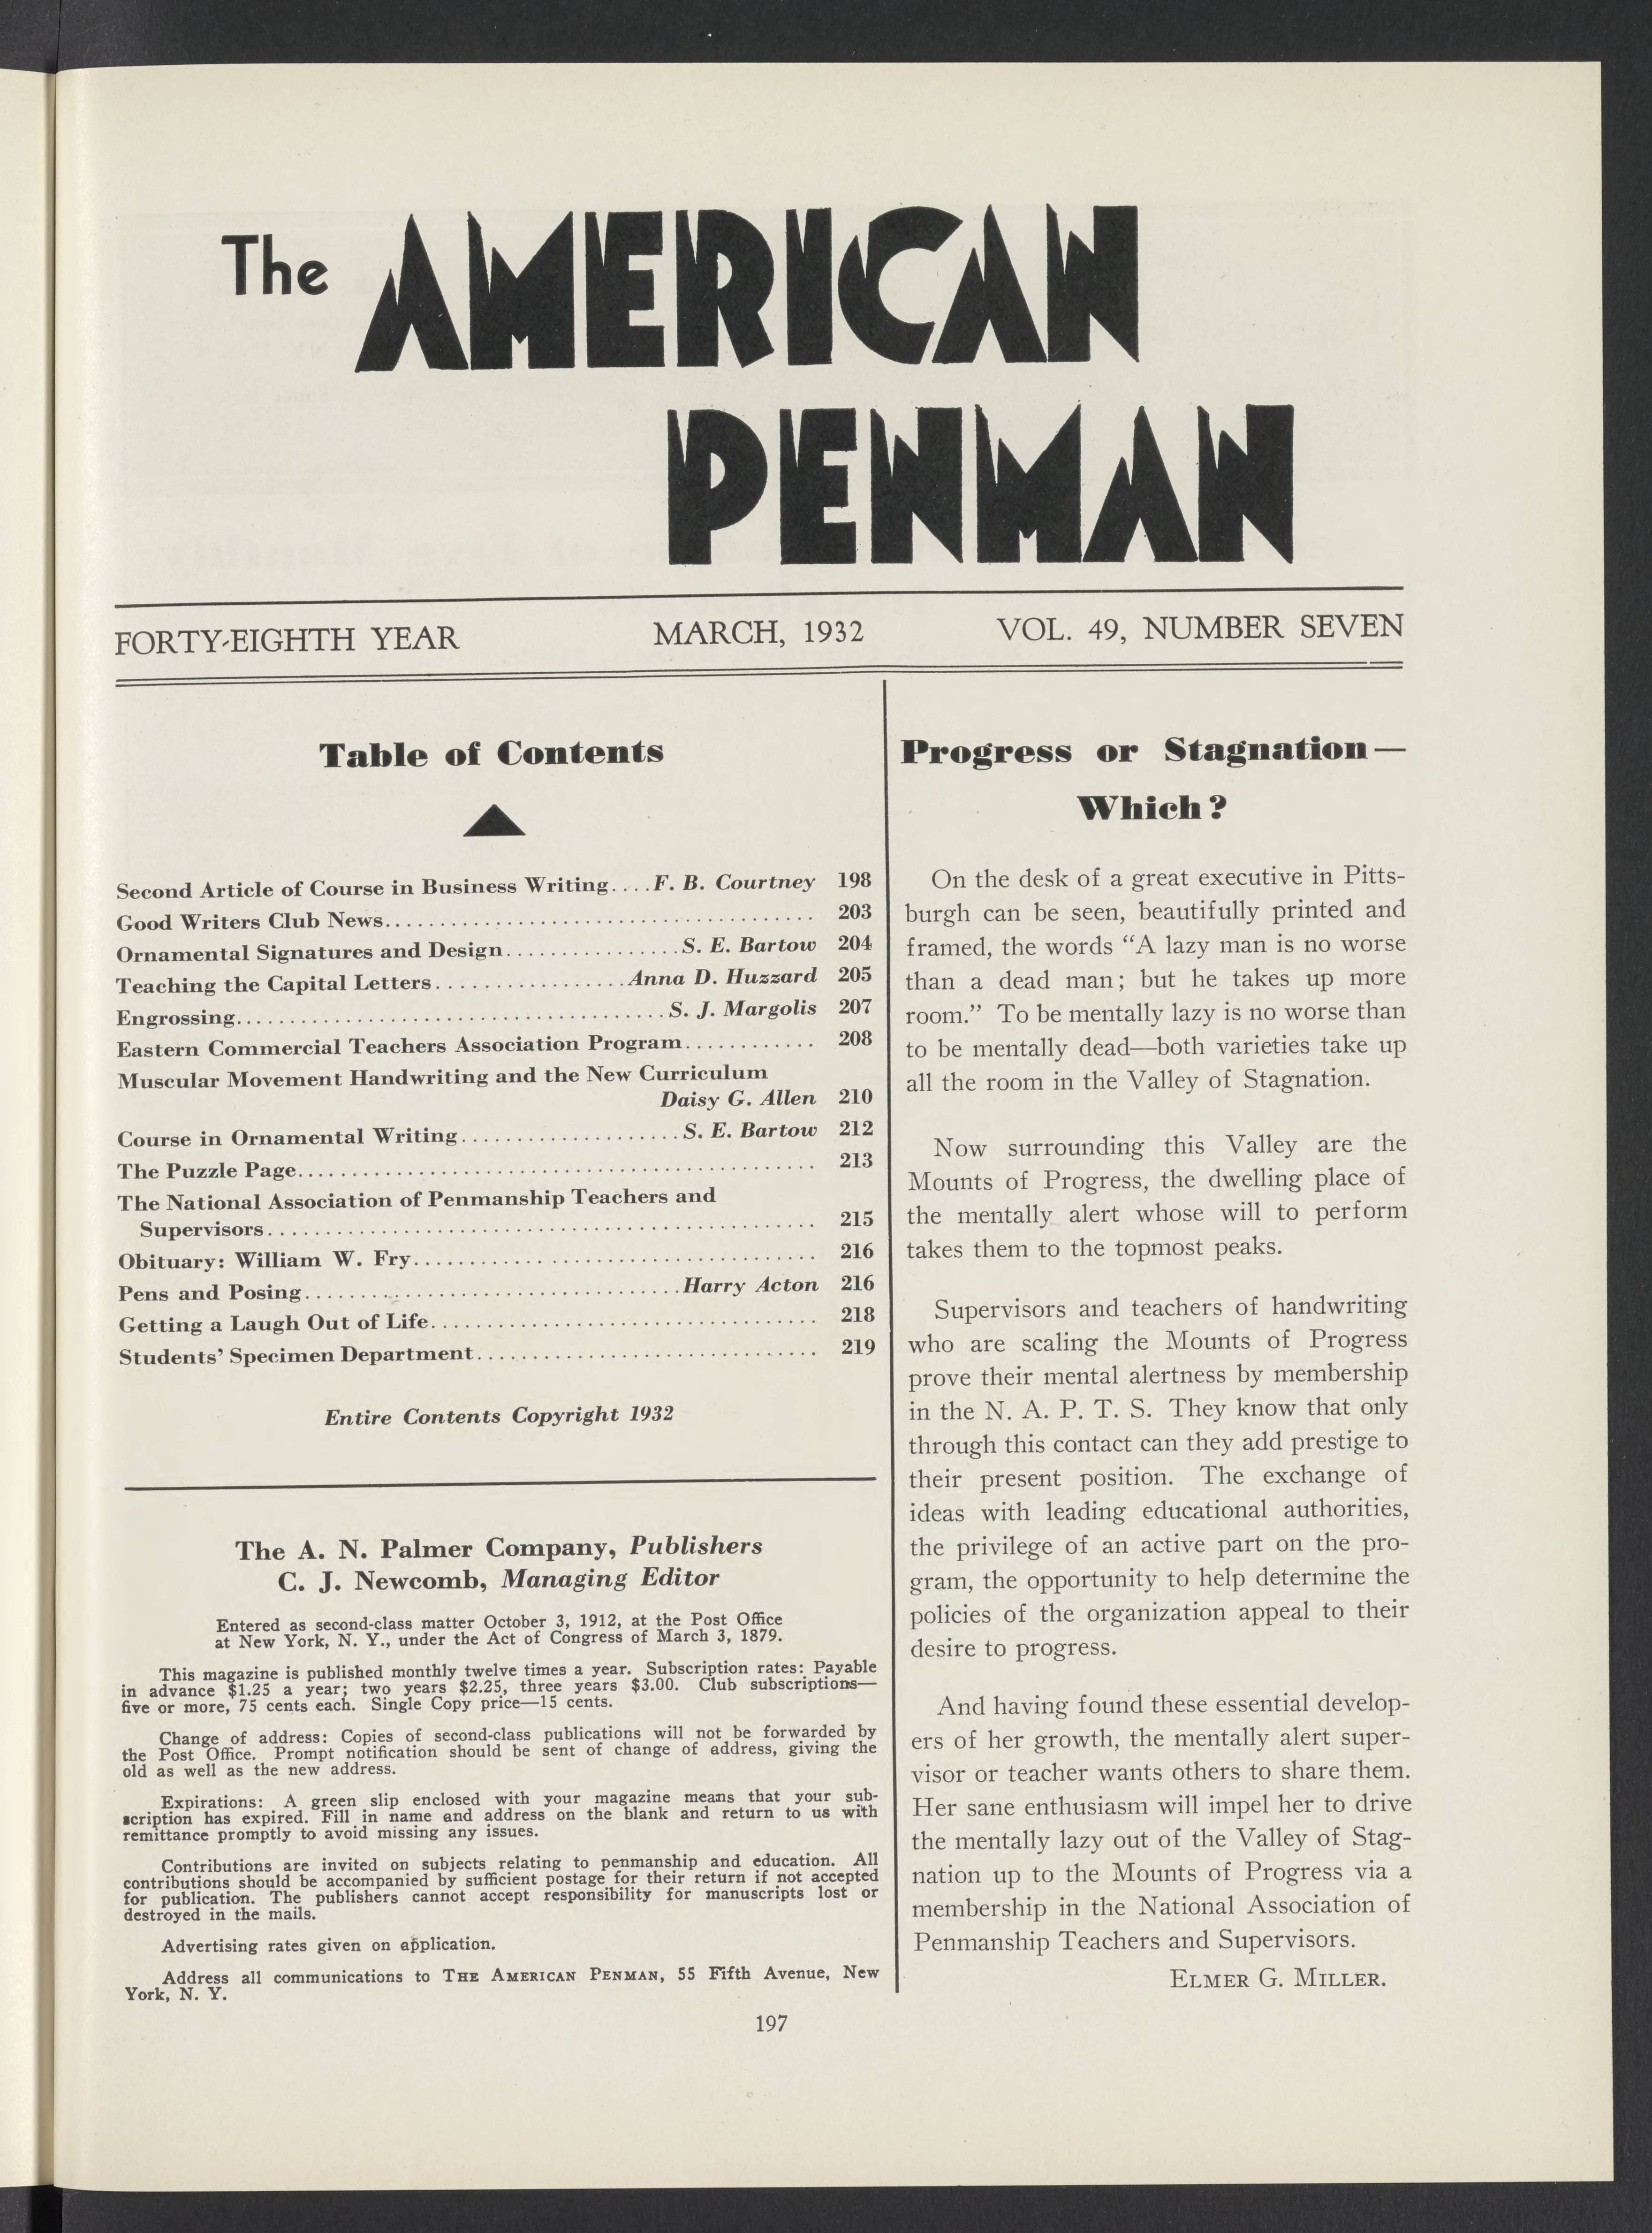 The AMERICAN
PENMAN
FORTY-EIGHTH YEAR MARCH, 1932 VOL. 49, NUMBER SEVEN
Table of Contents
Second Article of Course in Business Writing....F. B. Courtney 198
Good Writers Club News...................................... 203
Ornamental Signatures and Design................S. E. Bartow 204
Teaching the Capital Letters.................Anna D. Huzzard 205
Engrossing......................................S. J. Margolis 207
Eastern Commercial Teachers Association Program............ 208
Muscular Movement Handwriting and the New Curriculum
Daisy G. Allen 210
Course in Ornamental Writing....................S. E. Bartow 212
The Puzzle Page.............................................. 213
The National Association of Penmanship Teachers and
Supervisors................................................. 215
Obituary: William W. Fry.................................... 216
Pens and Posing..................................Harry Acton 216
Getting a Laugh Out of Life.................................. 218
Students' Specimen Department.............................. 219
Entire Contents Copyright 1932
The A. N. Palmer Company, Publishers
C. J. Newcomb, Managing Editor
Entered as second-class matter October 3, 1912, at the Post Office
at New York, N. Y., under the Act of Congress of March 3, 1879.
This magazine is published monthly twelve times a year. Subscription rates: Payable
in advance $1.25 a year; two years $2.25, three years $3.00. Club subscriptions—
five or more, 75 cents each. Single Copy price—15 cents.
Change of address: Copies of second-class publications will not be forwarded by
the Post Office. Prompt notification should be sent of change of address, giving the
old as well as the new address.
Expirations: A green slip enclosed with your magazine means that your sub-
scription has expired. Fill in name and address on the blank and return to us with
remittance promptly to avoid missing any issues.
Contributions are invited on subjects relating to penmanship and education. All
contributions should be accompanied by sufficient postage for their return if not accepted
for publication. The publishers cannot accept responsibility for manuscripts lost or
destroyed in the mails.
Advertising rates given on application.
Address all communications to THE AMERICAN PENMAN, 55 Fifth Avenue, New
York, N. Y.
Progress or Stagnation—
Which?
On the desk of a great executive in Pitts-
burgh can be seen, beautifully printed and
framed, the words "A lazy man is no worse
than a dead man; but he takes up more
room." To be mentally lazy is no worse than
to be mentally dead—both varieties take up
all the room in the Valley of Stagnation.
Now surrounding this Valley are the
Mounts of Progress, the dwelling place of
the mentally alert whose will to perform
takes them to the topmost peaks.
Supervisors and teachers of handwriting
who are scaling the Mounts of Progress
prove their mental alertness by membership
in the N. A. P. T. S. They know that only
through this contact can they add prestige to
their present position. The exchange of
ideas with leading educational authorities,
the privilege of an active part on the pro-
gram, the opportunity to help determine the
policies of the organization appeal to their
desire to progress.
And having found these essential develop-
ers of her growth, the mentally alert super-
visor or teacher wants others to share them.
Her sane enthusiasm will impel her to drive
the mentally lazy out of the Valley of Stag-
nation up to the Mounts of Progress via a
membership in the National Association of
Penmanship Teachers and Supervisors.
ELMER G. MILLER.
197